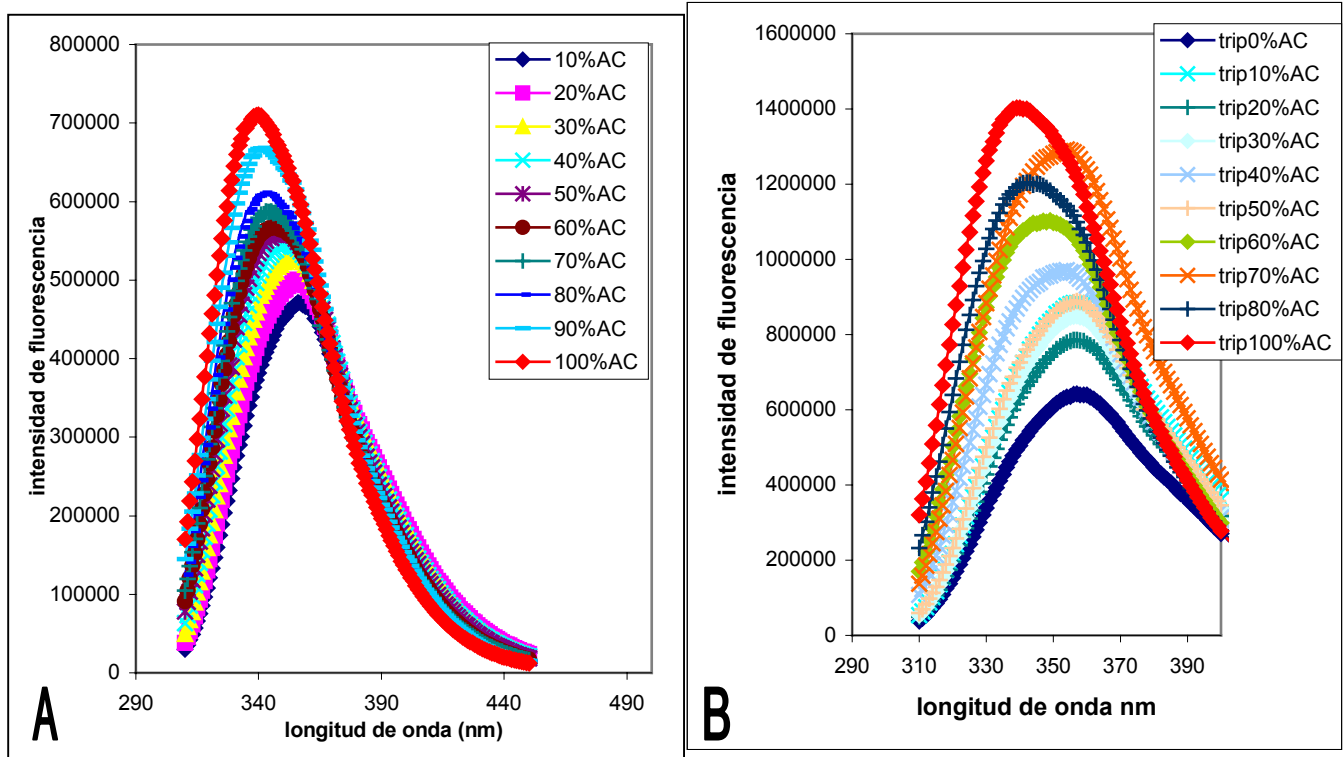 800000
700000
600000
500000
400000
300000
200000
100000
0
intensidad de fluorescencia
10%AC
20%AC
30%AC
40%AC
50%AC
60%AC
70%AC
80%AC
90%AC
100%AC
290 340 390 440 490
longitud de onda (nm)
A
1600000
1400000
1200000
1000000
800000
600000
400000
200000
0
intensidad de fluorescencia
trip0%AC
trip10%AC
trip20%AC
trip30%AC
trip40%AC
trip50%AC
trip60%AC
trip70%AC
trip80%AC
trip100%AC
290 310 330 350 370 390
longitud de onda nm
B